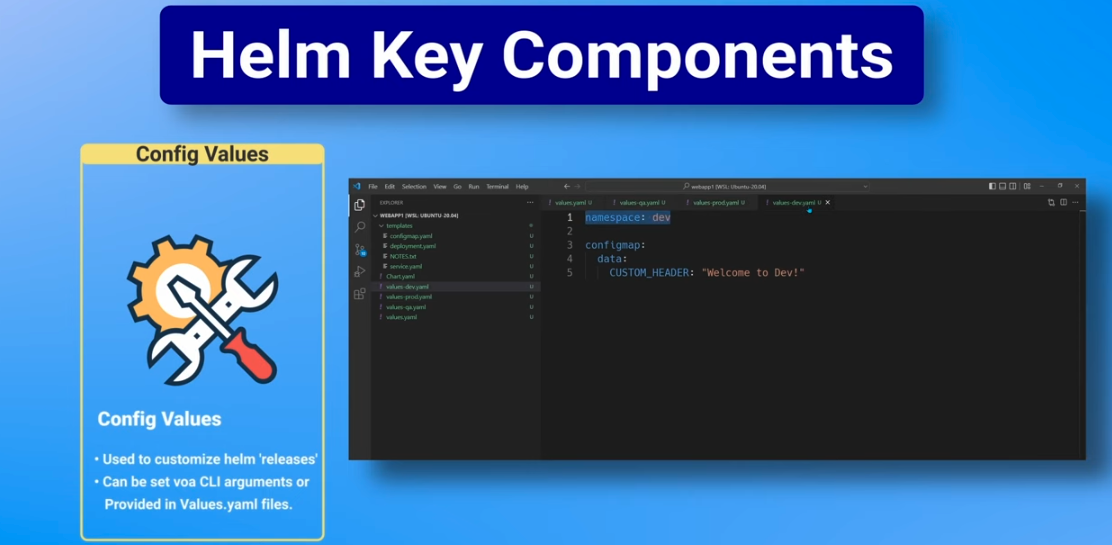 Helm Key Components
Config Values
Config Values
• Used to customize helm 'releases'
• Can be set voa CLI arguments or
Provided in Values.yaml files.
File Edit Selection View Go Run Terminal Help
webapp1 [WSL: Ubuntu-20.04]
EXPLORER
WEBAPP1 [WSL: UBUNTU-20.04]
templates
configmap.yaml U
deployment.yaml U
NOTES.txt U
service.yaml U
Chart.yaml U
values-dev.yaml U
values-prod.yaml U
values-qa.yaml U
values.yaml U
values.yaml U values-qa.yaml U values-prod.yaml U values-dev.yaml U
1 namespace: dev
2
3 configmap:
4 data:
5 CUSTOM_HEADER: "Welcome to Dev!"